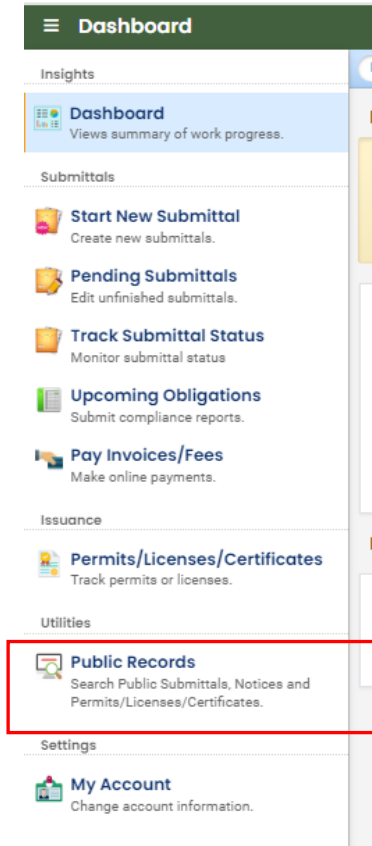 ≡ Dashboard
Insights
Dashboard
Views summary of work progress.
Submittals
Start New Submittal
Create new submittals.
Pending Submittals
Edit unfinished submittals.
Track Submittal Status
Monitor submittal status
Upcoming Obligations
Submit compliance reports.
Pay Invoices/Fees
Make online payments.
Issuance
Permits/Licenses/Certificates
Track permits or licenses.
Utilities
Public Records
Search Public Submittals, Notices and
Permits/Licenses/Certificates.
Settings
My Account
Change account information.